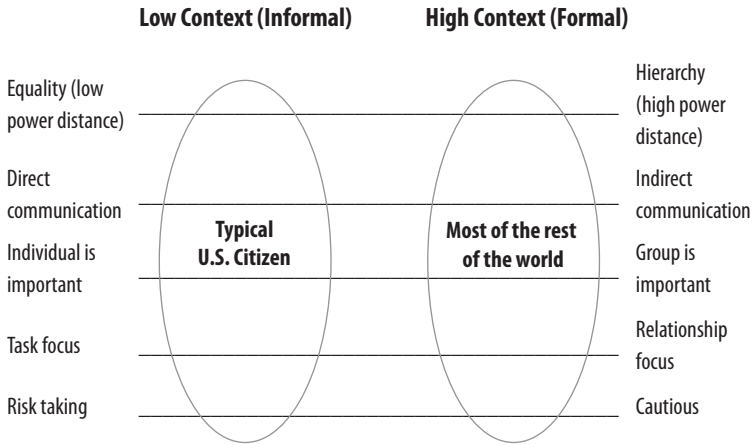 Low Context (Informal)
High Context (Formal)
Equality (low
power distance)
Hierarchy
(high power
distance)
Direct
communication
Indirect
communication
Typical
U.S. Citizen
Most of the rest
of the world
Individual is
important
Group is
important
Task focus
Relationship
focus
Risk taking
Cautious